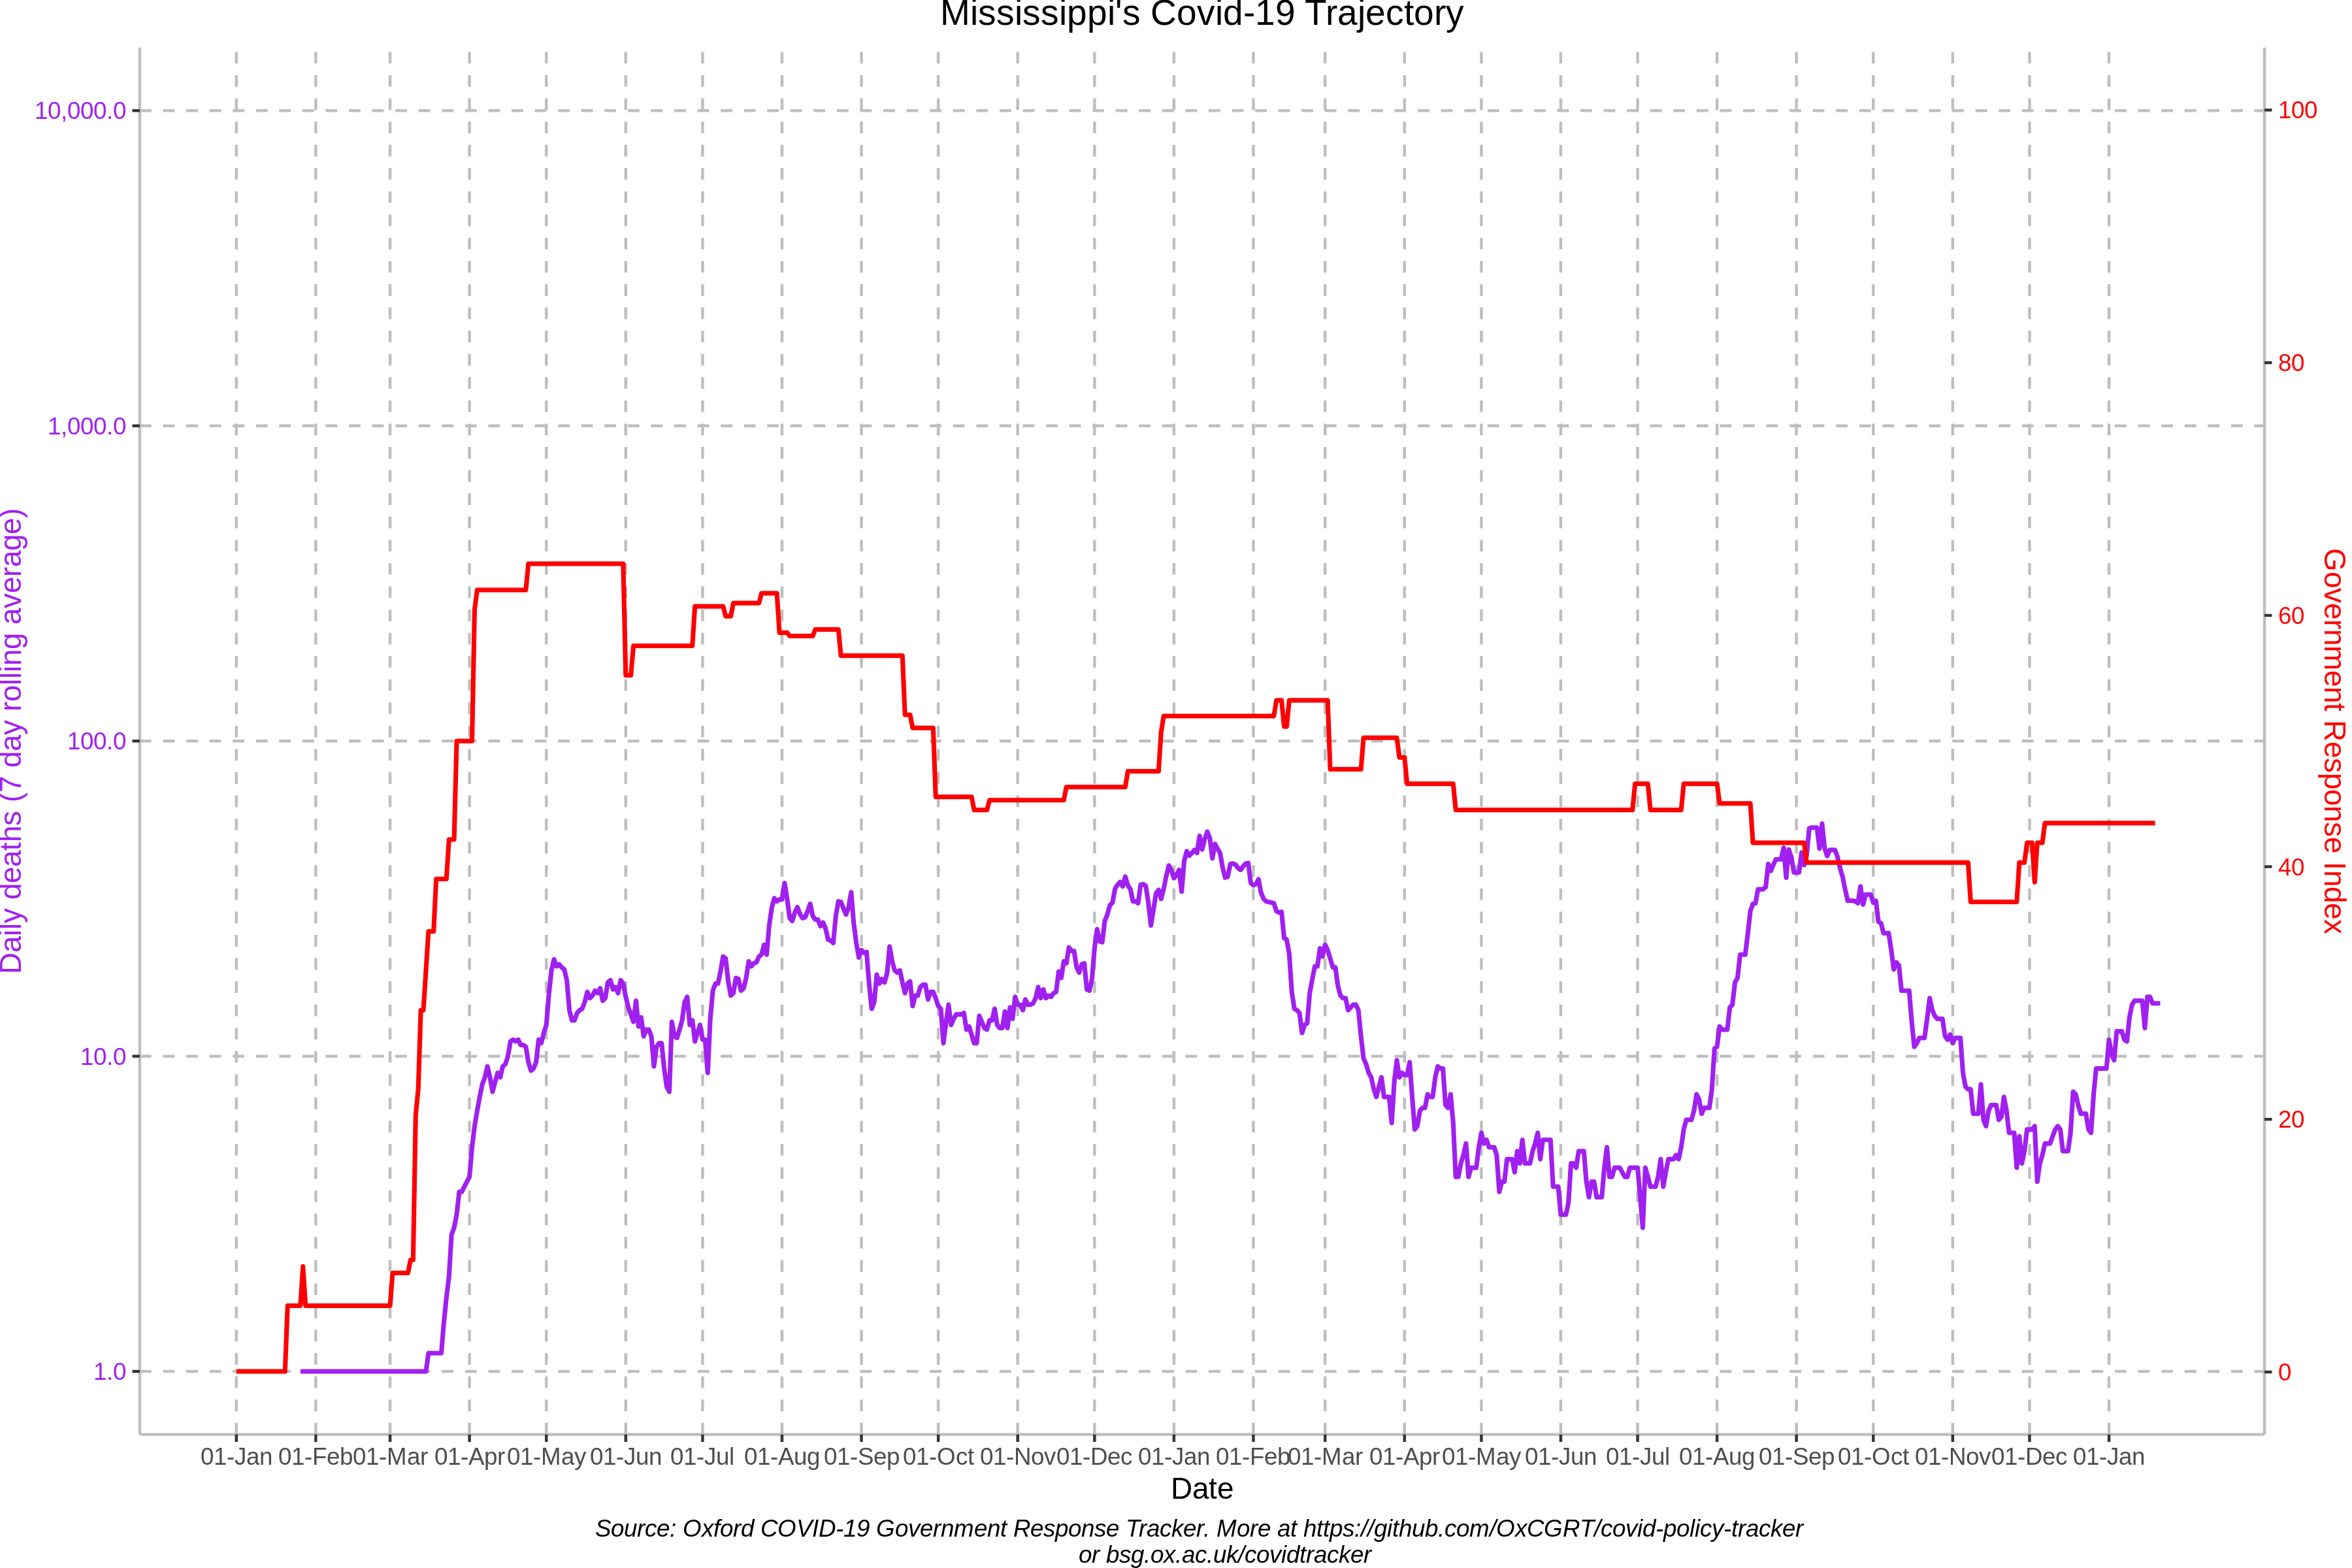 Mississippi's Covid-19 Trajectory
10,000.0
1,000.0
100.0
10.0
1.0
Daily deaths (7 day rolling average)
100
80
60
40
20
0
Government Response Index
01-Jan 01-Feb 01-Mar 01-Apr 01-May 01-Jun 01-Jul 01-Aug 01-Sep 01-Oct 01-Nov 01-Dec 01-Jan 01-Feb 01-Mar 01-Apr 01-May 01-Jun 01-Jul 01-Aug 01-Sep 01-Oct 01-Nov 01-Dec 01-Jan
Date
Source: Oxford COVID-19 Government Response Tracker. More at https://github.com/OxCGRT/covid-policy-tracker
or bsg.ox.ac.uk/covidtracker